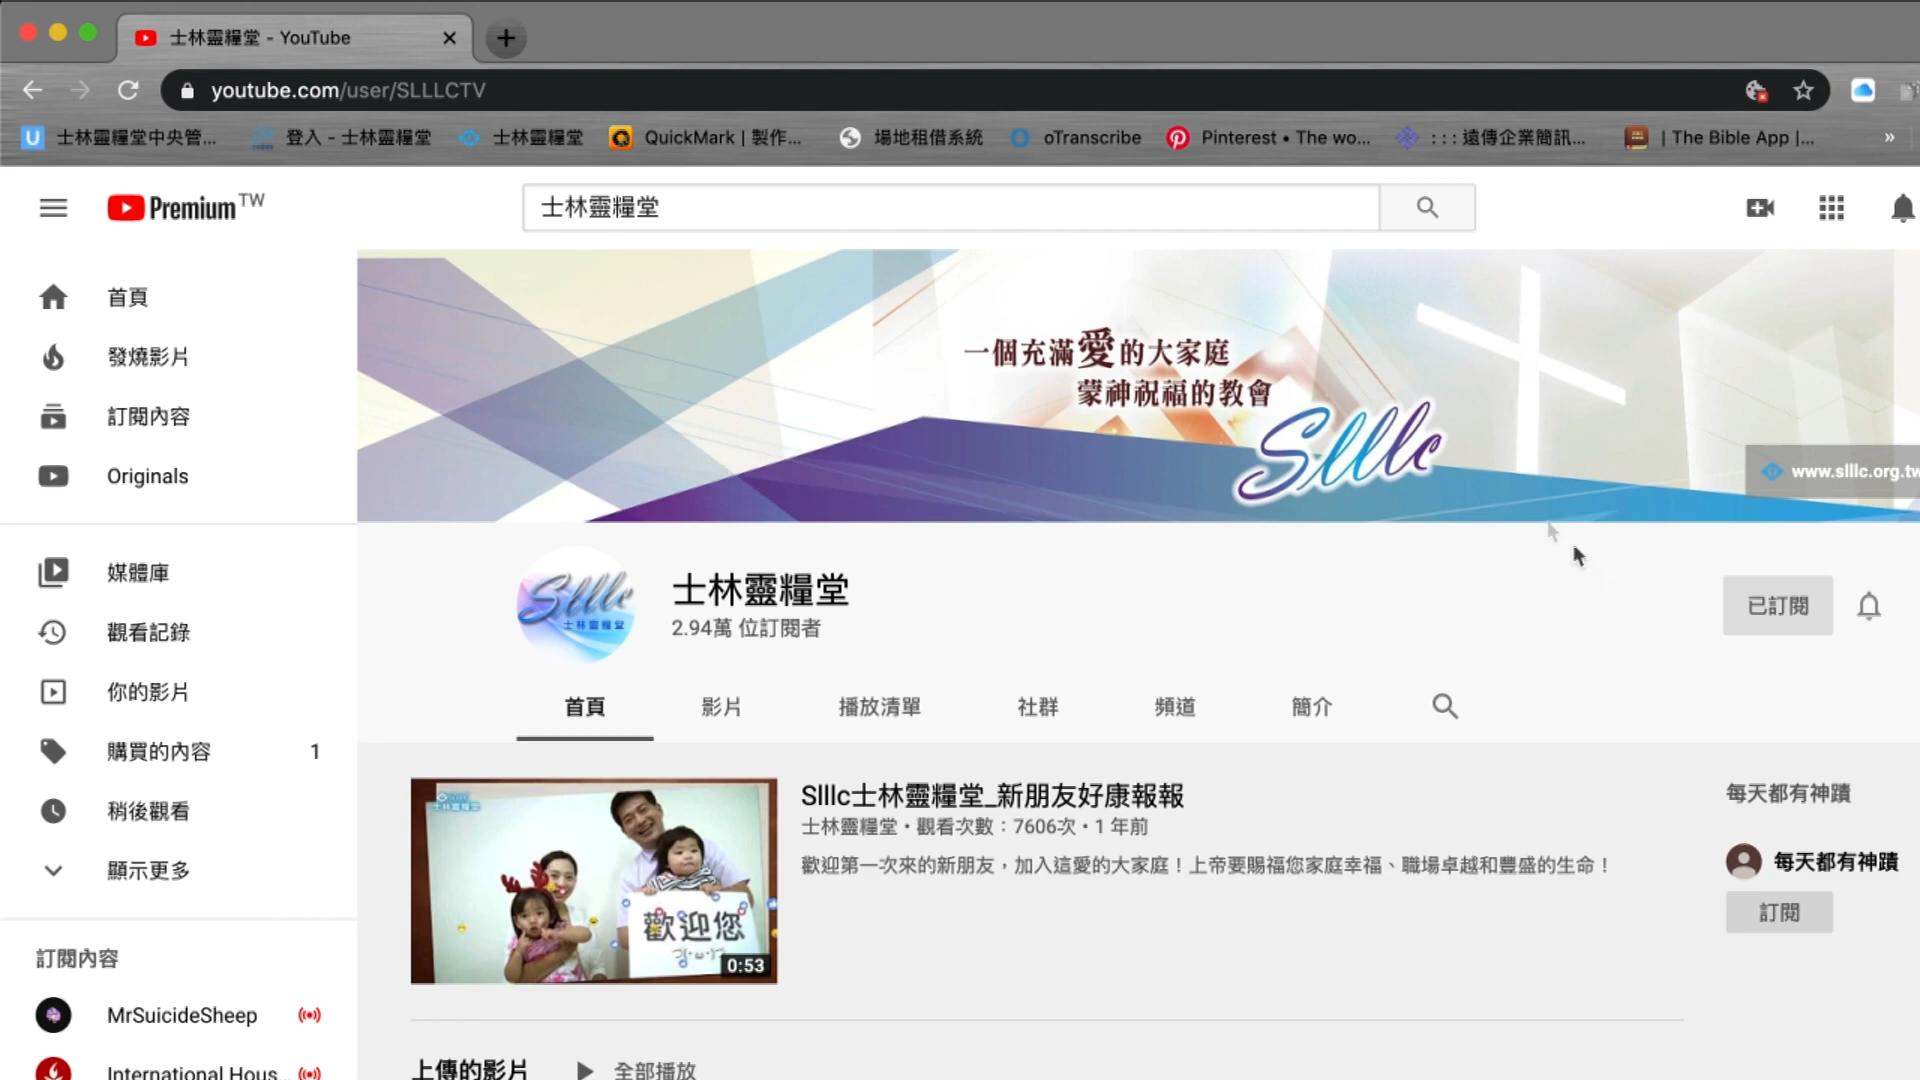 士林靈糧堂 - YouTube
youtube.com/user/SLLLCTV
士林靈糧堂中央管...
登入 - 士林靈糧堂
士林靈糧堂
QuickMark | 製作...
場地租借系統
oTranscribe
Pinterest • The wo...
: : : 遠傳企業簡訊...
| The Bible App |...
»
Premium TW
士林靈糧堂
首頁
發燒影片
訂閱內容
Originals
媒體庫
觀看記錄
你的影片
購買的內容 1
稍後觀看
顯示更多
訂閱內容
MrSuicideSheep
International Hous...
一個充滿愛的大家庭
蒙神祝福的教會
Slllc
www.slllc.org.tw
Slllc
士林靈糧堂
士林靈糧堂
2.94萬 位訂閱者
已訂閱
首頁
影片
播放清單
社群
頻道
簡介
士林靈糧堂
歡迎您
0:53
Slllc士林靈糧堂_新朋友好康報報
士林靈糧堂•觀看次數：7606次•1 年前
歡迎第一次來的新朋友，加入這愛的大家庭！上帝要賜福您家庭幸福、職場卓越和豐盛的生命！
每天都有神蹟
每天都有神蹟
訂閱
上傳的影片
全部播放